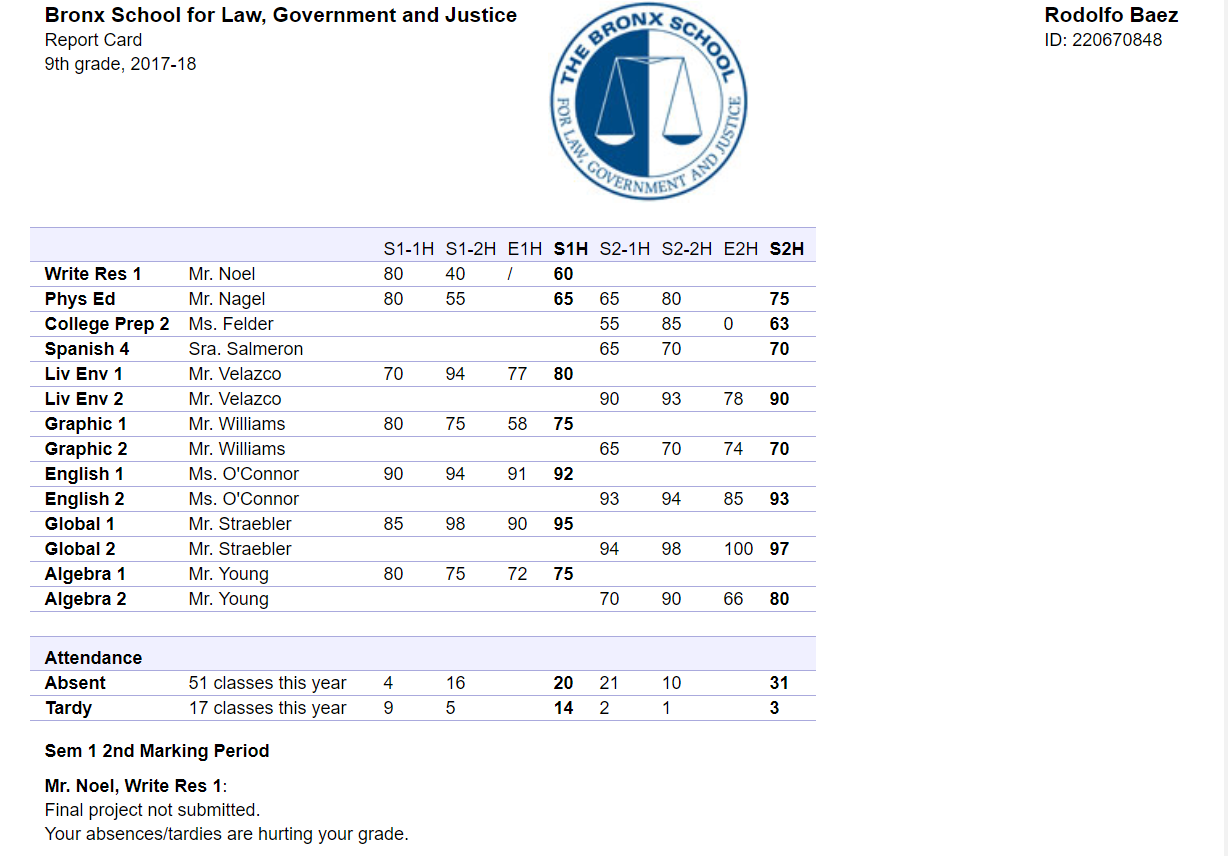 Bronx School for Law, Government and Justice
Report Card
9th grade, 2017-18
THE BRONX SCHOOL
FOR LAW, GOVERNMENT AND JUSTICE
Rodolfo Baez
ID: 220670848
S1-1H S1-2H E1H S1H S2-1H S2-2H E2H S2H
Write Res 1 Mr. Noel 80 40 / 60
Phys Ed Mr. Nagel 80 55 65 65 80 75
College Prep 2 Ms. Felder 55 85 0 63
Spanish 4 Sra. Salmeron 65 70 70
Liv Env 1 Mr. Velazco 70 94 77 80
Liv Env 2 Mr. Velazco 90 93 78 90
Graphic 1 Mr. Williams 80 75 58 75
Graphic 2 Mr. Williams 65 70 74 70
English 1 Ms. O'Connor 90 94 91 92
English 2 Ms. O'Connor 93 94 85 93
Global 1 Mr. Straebler 85 98 90 95
Global 2 Mr. Straebler 94 98 100 97
Algebra 1 Mr. Young 80 75 72 75
Algebra 2 Mr. Young 70 90 66 80
Attendance
Absent 51 classes this year 4 16 20 21 10 31
Tardy 17 classes this year 9 5 14 2 1 3
Sem 1 2nd Marking Period
Mr. Noel, Write Res 1:
Final project not submitted.
Your absences/tardies are hurting your grade.